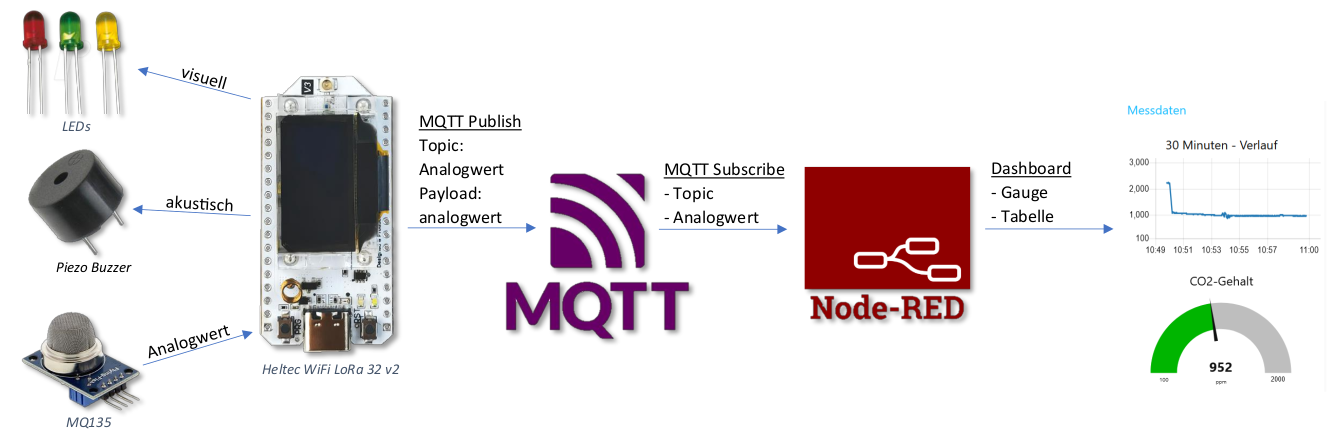 visuell
LEDs
akustisch
Piezo Buzzer
Analogwert
MQ135
V3
PRG
Heltec WiFi LoRa 32 v2
MQTT Publish
Topic:
Analogwert
Payload:
analogwert
MQTT
MQTT Subscribe
- Topic
- Analogwert
Node-RED
Dashboard
- Gauge
- Tabelle
Messdaten
30 Minuten - Verlauf
3,000
2,000
1,000
100
10:49 10:51 10:53 10:55 10:57 11:00
CO2-Gehalt
952
ppm
100 2000